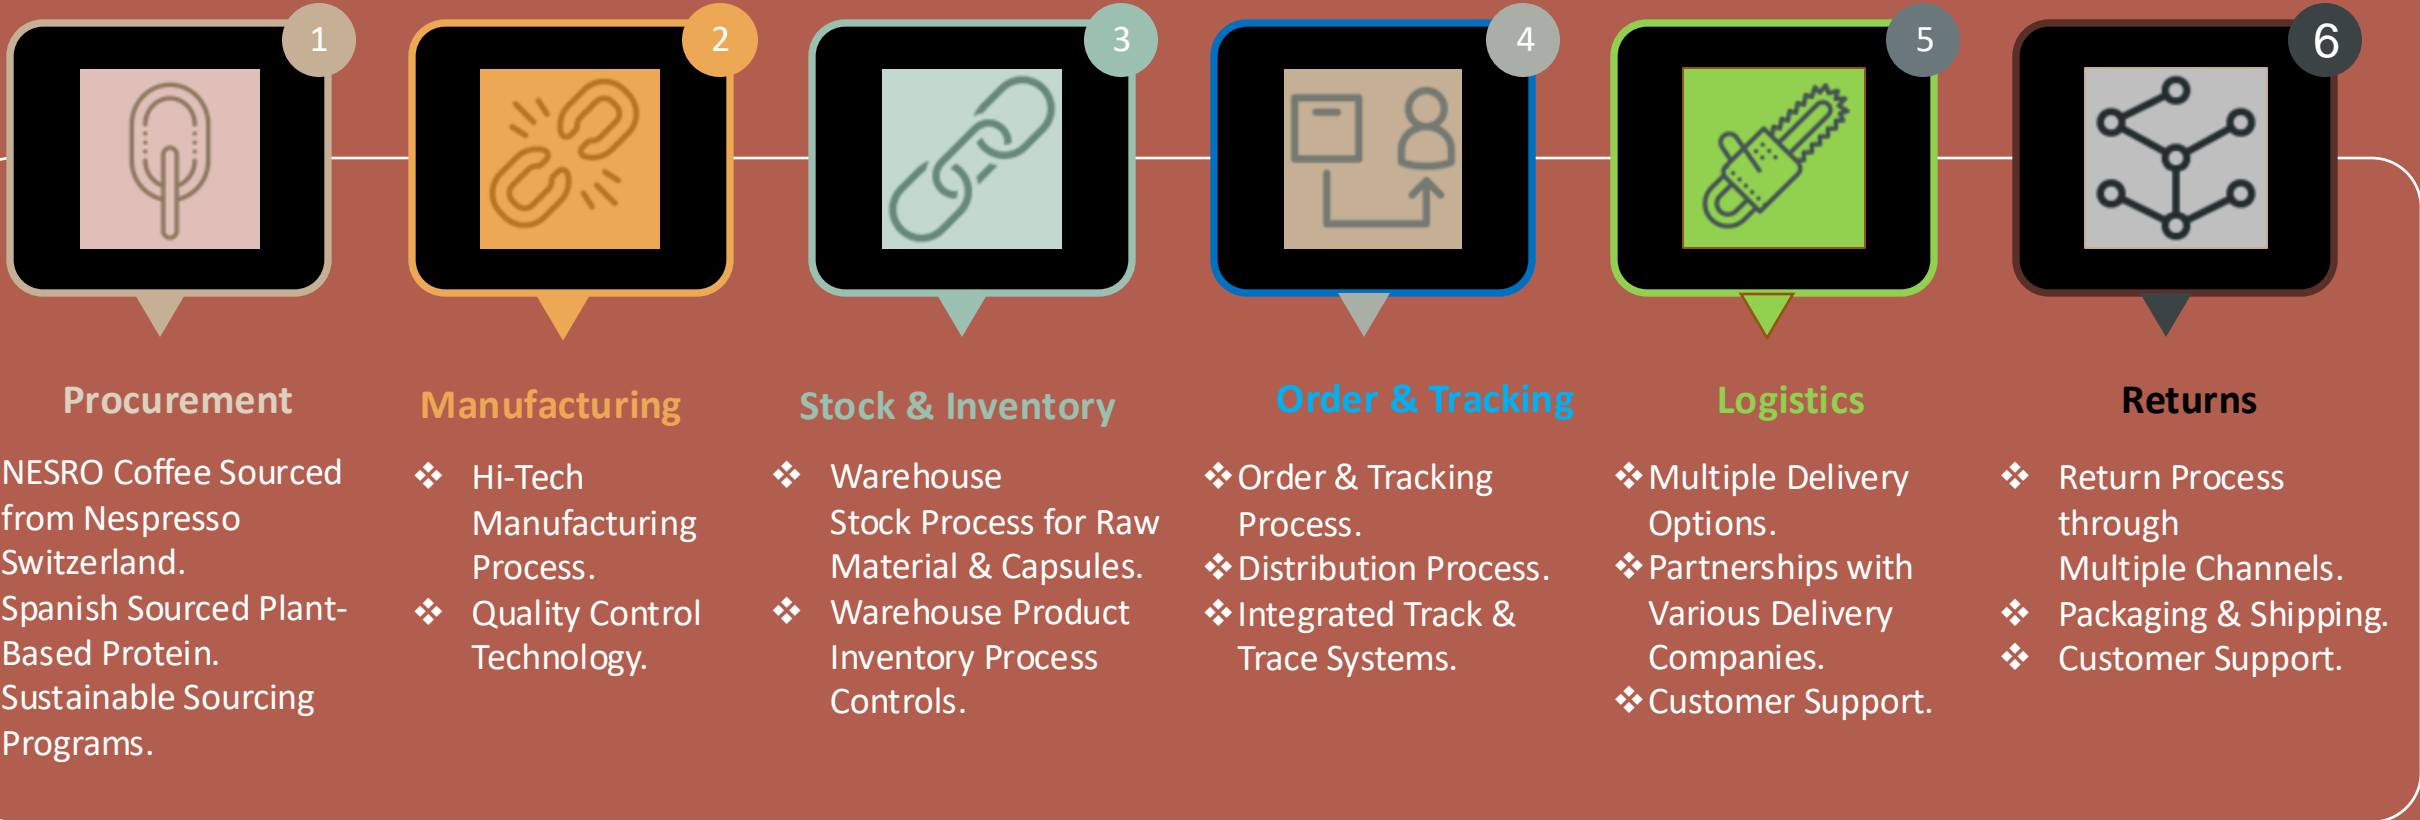 1
2
3
4
5
6
Procurement
NESRO Coffee Sourced
from Nespresso
Switzerland.
Spanish Sourced Plant-
Based Protein.
Sustainable Sourcing
Programs.
Manufacturing
❖ Hi-Tech
Manufacturing
Process.
❖ Quality Control
Technology.
Stock & Inventory
❖ Warehouse
Stock Process for Raw
Material & Capsules.
❖ Warehouse Product
Inventory Process
Controls.
Order & Tracking
❖ Order & Tracking
Process.
❖ Distribution Process.
❖ Integrated Track &
Trace Systems.
Logistics
❖ Multiple Delivery
Options.
❖ Partnerships with
Various Delivery
Companies.
❖ Customer Support.
Returns
❖ Return Process
through
Multiple Channels.
❖ Packaging & Shipping.
❖ Customer Support.